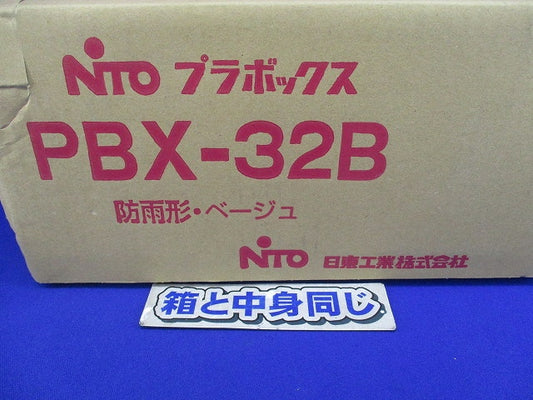 NITO プラボックス
PBX-32B
防雨形・ベージュ
NITO 日東工業株式会社
箱と中身同じ